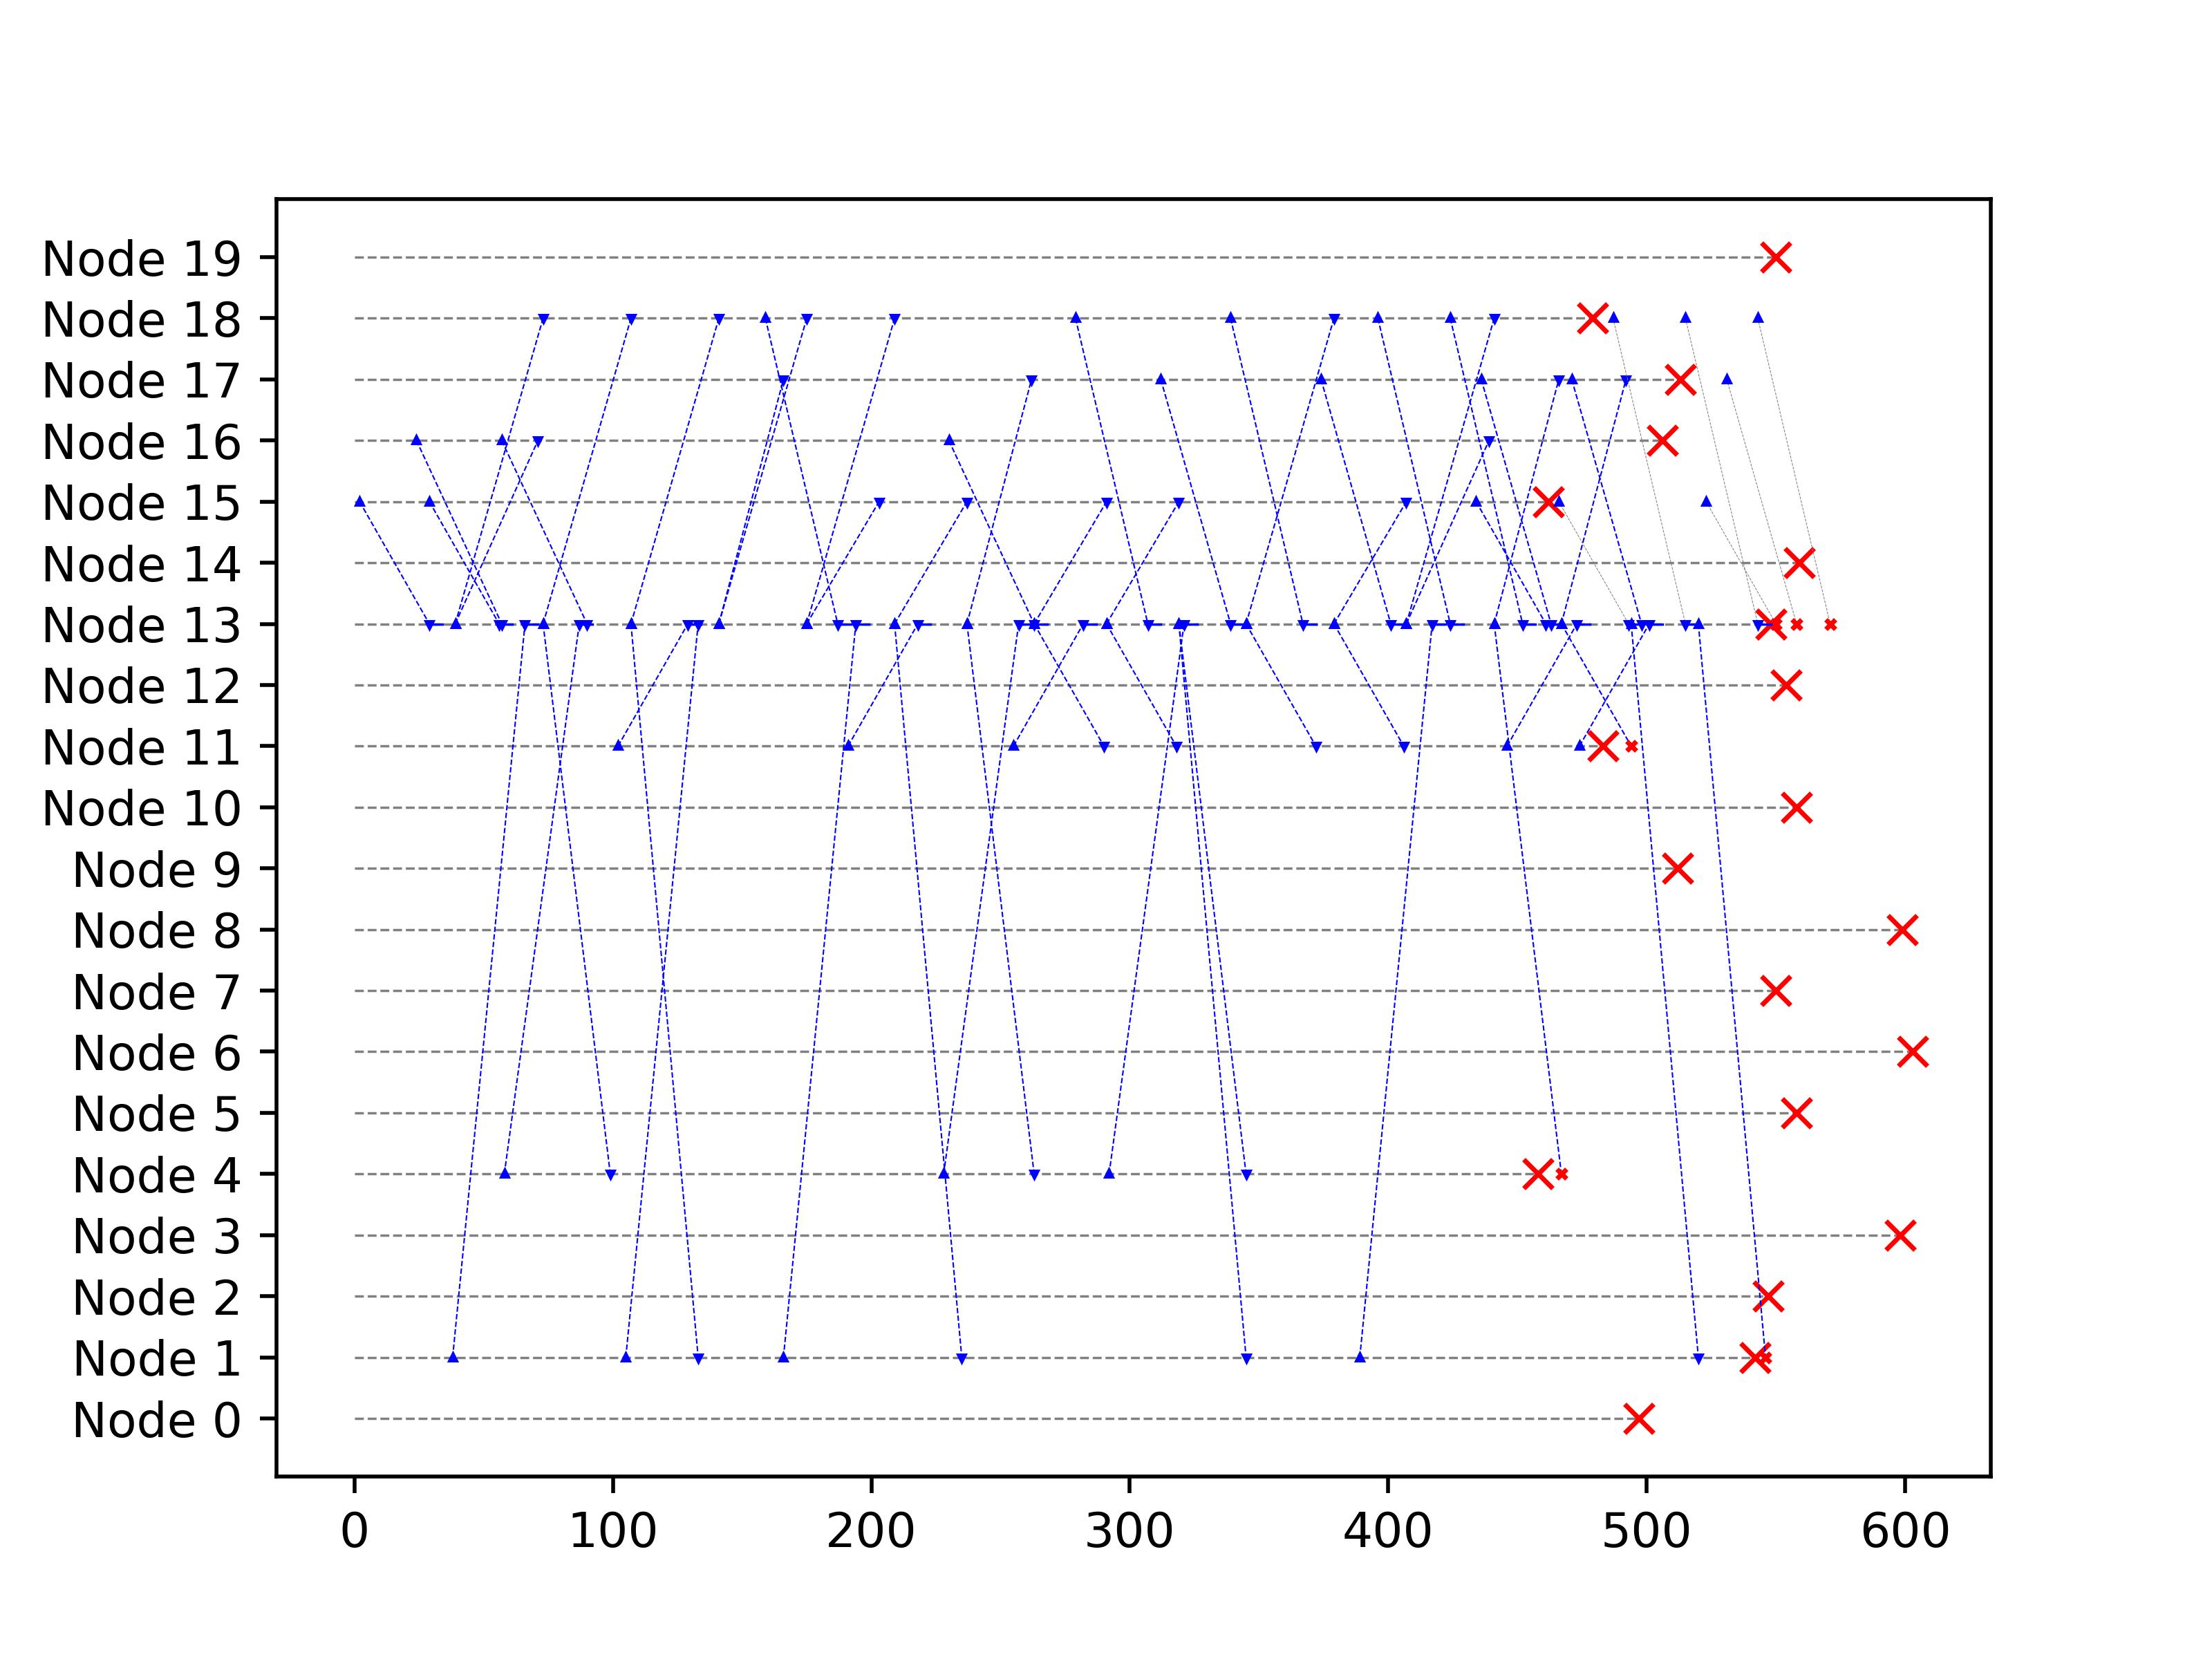 Node 19
Node 18
Node 17
Node 16
Node 15
Node 14
Node 13
Node 12
Node 11
Node 10
Node 9
Node 8
Node 7
Node 6
Node 5
Node 4
Node 3
Node 2
Node 1
Node 0
0 100 200 300 400 500 600